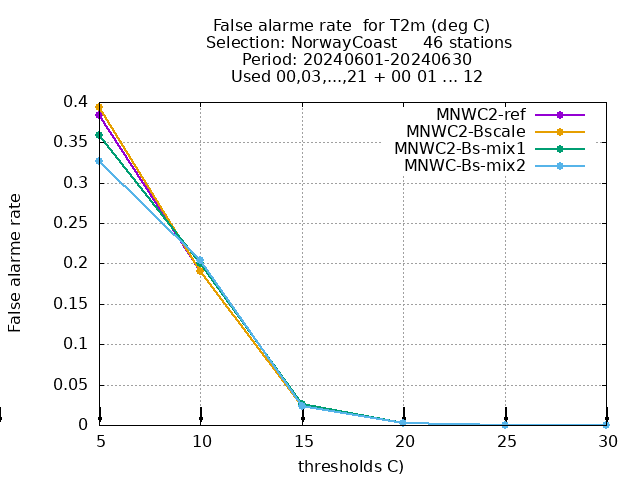 False alarme rate for T2m (deg C)
Selection: NorwayCoast 46 stations
Period: 20240601-20240630
Used 00,03,...,21 + 00 01 ... 12
MNWC2-ref
MNWC2-Bscale
MNWC2-Bs-mix1
MNWC-Bs-mix2
False alarme rate
0.4
0.35
0.3
0.25
0.2
0.15
0.1
0.05
0
5 10 15 20 25 30
thresholds C)